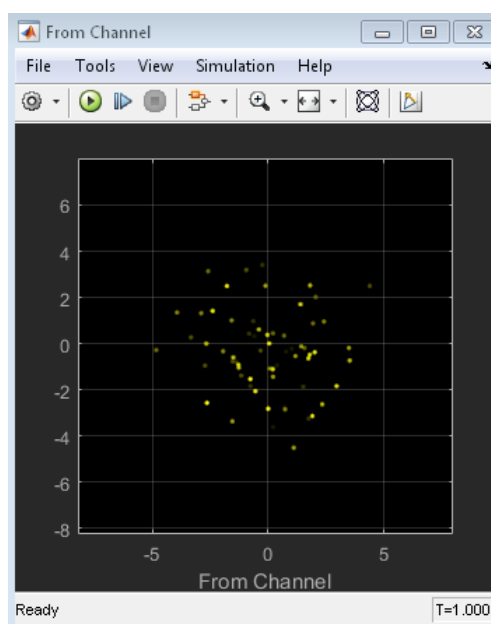 From Channel
File Tools View Simulation Help
6
4
2
0
-2
-4
-6
-8
-5 0 5
From Channel
Ready T=1.000